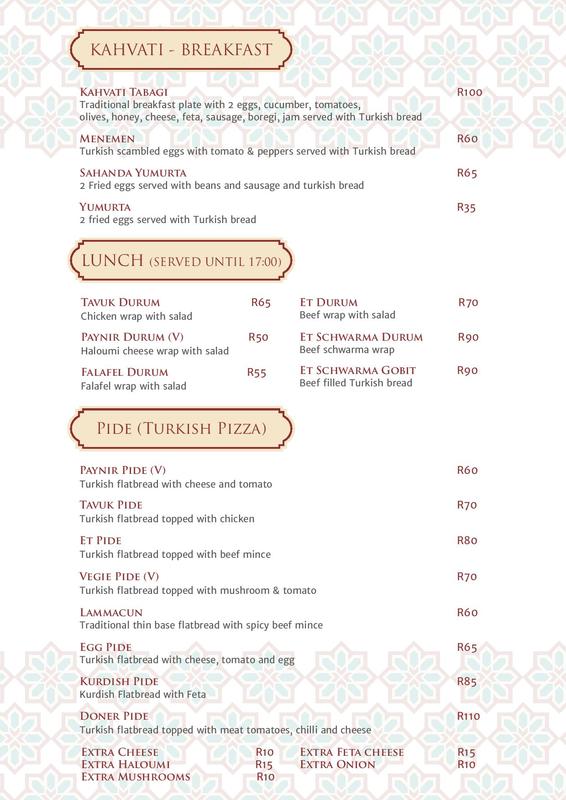 KAHVATI - BREAKFAST
KAHVATI TABAGI R100
Traditional breakfast plate with 2 eggs, cucumber, tomatoes,
olives, honey, cheese, feta, sausage, boregi, jam served with Turkish bread
MENEMEN R60
Turkish scambled eggs with tomato & peppers served with Turkish bread
SAHANDA YUMURTA R65
2 Fried eggs served with beans and sausage and turkish bread
YUMURTA R35
2 fried eggs served with Turkish bread
LUNCH (SERVED UNTIL 17:00)
TAVUK DURUM R65
Chicken wrap with salad
PAYNIR DURUM (V) R50
Haloumi cheese wrap with salad
FALAFEL DURUM R55
Falafel wrap with salad
ET DURUM R70
Beef wrap with salad
ET SCHWARMA DURUM R90
Beef schwarma wrap
ET SCHWARMA GOBIT R90
Beef filled Turkish bread
PIDE (TURKISH PIZZA)
PAYNIR PIDE (V) R60
Turkish flatbread with cheese and tomato
TAVUK PIDE R70
Turkish flatbread topped with chicken
ET PIDE R80
Turkish flatbread topped with beef mince
VEGIE PIDE (V) R70
Turkish flatbread topped with mushroom & tomato
LAMMACUN R60
Traditional thin base flatbread with spicy beef mince
EGG PIDE R65
Turkish flatbread with cheese, tomato and egg
KURDISH PIDE R85
Kurdish Flatbread with Feta
DONER PIDE R110
Turkish flatbread topped with meat tomatoes, chilli and cheese
EXTRA CHEESE R10
EXTRA HALOUMI R15
EXTRA MUSHROOMS R10
EXTRA FETA CHEESE R15
EXTRA ONION R10